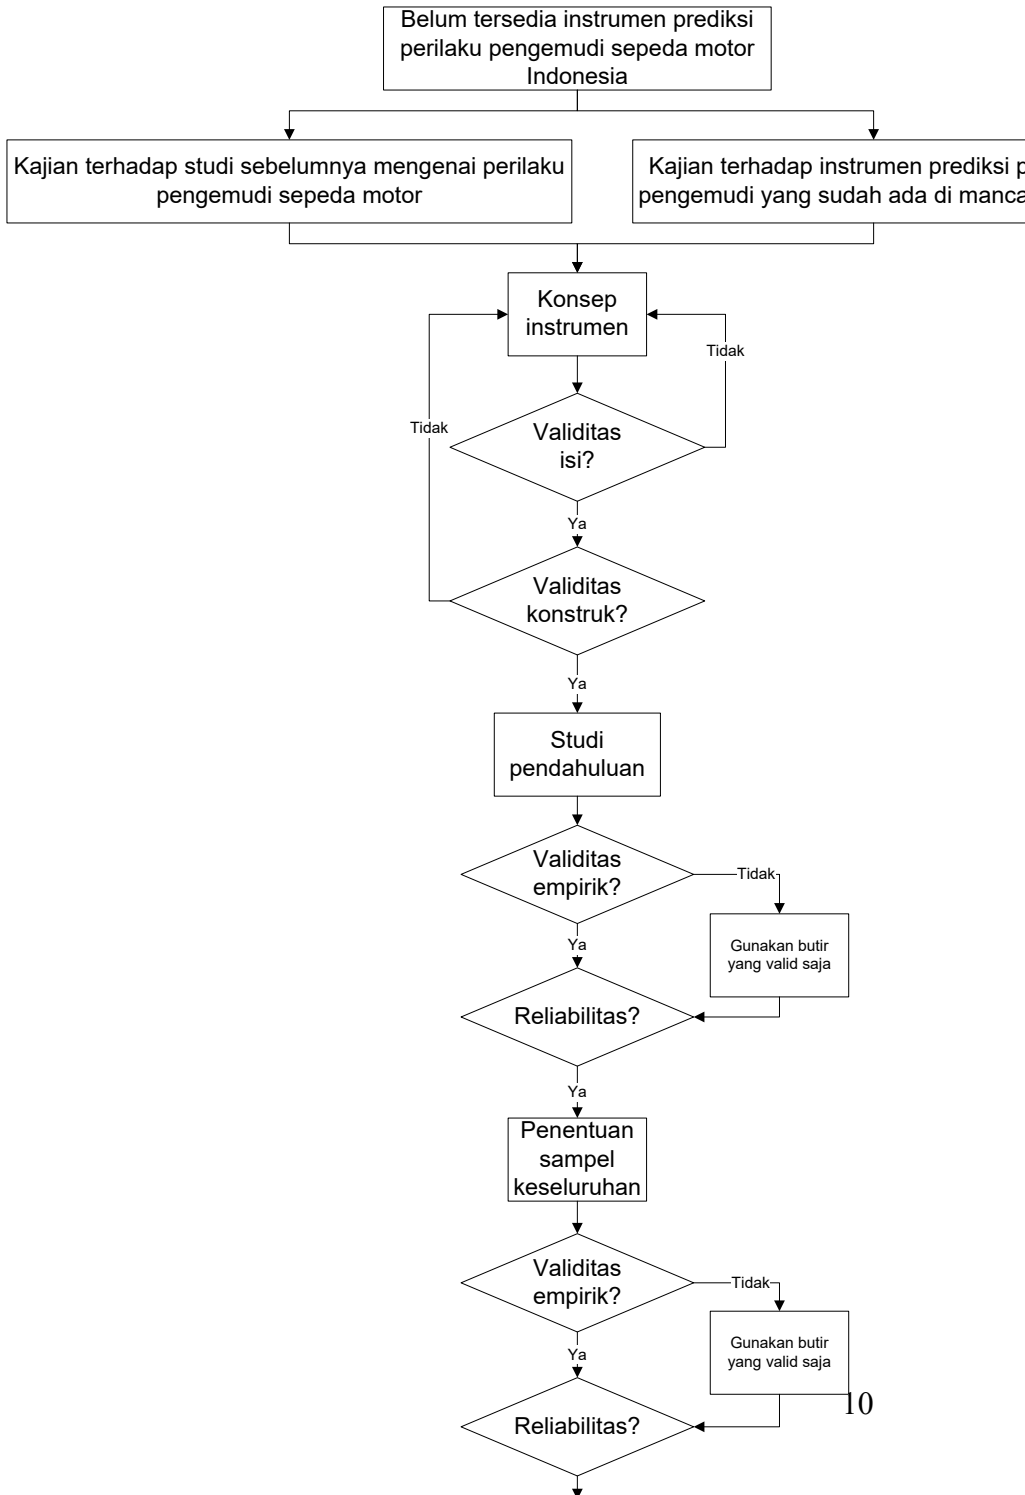 Belum tersedia instrumen prediksi
perilaku pengemudi sepeda motor
Indonesia
Kajian terhadap studi sebelumnya mengenai perilaku
pengemudi sepeda motor
Kajian terhadap instrumen prediksi p
pengemudi yang sudah ada di manca
Konsep
instrumen
Tidak
Tidak
Validitas
isi?
Ya
Validitas
konstruk?
Ya
Studi
pendahuluan
Validitas
empirik?
Tidak
Gunakan butir
yang valid saja
Ya
Reliabilitas?
Ya
Penentuan
sampel
keseluruhan
Validitas
empirik?
Tidak
Gunakan butir
yang valid saja
Ya
10
Reliabilitas?